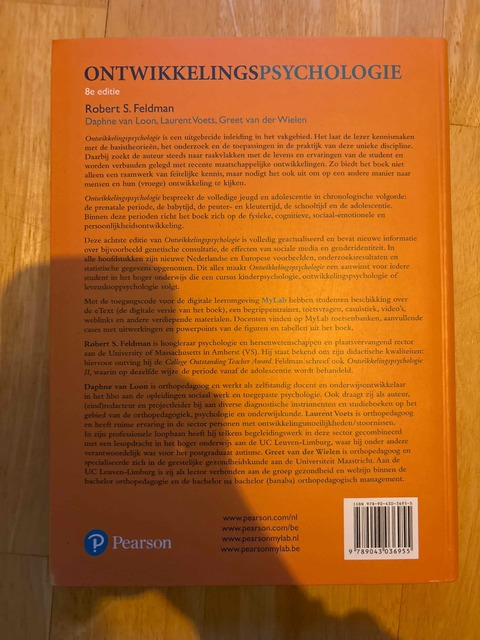 ONTWIKKELINGSPSYCHOLOGIE
8e editie
Robert S. Feldman
Daphne van Loon, Laurent Voets, Greet van der Wielen
Ontwikkelingspsychologie is een uitgebreide inleiding in het vakgebied. Het laat de lezer kennismaken
met de basistheorieën, het onderzoek en de toepassingen in de praktijk van deze unieke discipline.
Daarbij zoekt de auteur steeds naar raakvlakken met de levens en ervaringen van de student en
worden verbanden gelegd met recente maatschappelijke ontwikkelingen. Zo biedt het boek niet
alleen een raamwerk van feitelijke kennis, maar nodigt het ook uit om op een andere manier naar
mensen en hun (vroege) ontwikkeling te kijken.
Ontwikkelingspsychologie bespreekt de volledige jeugd en adolescentie in chronologische volgorde:
de prenatale periode, de babytijd, de peuter- en kleutertijd, de schooltijd en de adolescentie.
Binnen deze perioden richt het boek zich op de fysieke, cognitieve, sociaal-emotionele en
persoonlijkheidsontwikkeling.
Deze achtste editie van Ontwikkelingspsychologie is volledig geactualiseerd en bevat nieuwe informatie
over bijvoorbeeld genetische consultatie, de effecten van sociale media en genderidentiteit. In
alle hoofdstukken zijn nieuwe Nederlandse en Europese voorbeelden, onderzoeksresultaten en
statistische gegevens opgenomen. Dit alles maakt Ontwikkelingspsychologie een aanwinst voor iedere
student in het hoger onderwijs die een cursus kinderpsychologie, ontwikkelingspsychologie of
levensloopsychologie volgt.
Met de toegangscode voor de digitale leeromgeving MyLab hebben studenten beschikking over
de eText (de digitale versie van het boek), een begrippentrainer, toetsvragen, casuïstiek, video's,
weblinks en andere verdiepende materialen. Docenten vinden op MyLab toetsenbanken, aanvullende
cases met uitwerkingen en powerpoints van de figuren en tabellen uit het boek.
Robert S. Feldman is hoogleraar psychologie en hersenwetenschappen en plaatsvervangend rector
aan de University of Massachusetts in Amherst (VS). Hij staat bekend om zijn didactische kwaliteiten:
hiervoor ontving hij de College Outstanding Teacher Award. Feldman schreef ook Ontwikkelingspsychologie
II, waarin op dezelfde wijze de periode vanaf de adolescentie wordt behandeld.
Daphne van Loon is orthopedagoog en werkt als zelfstandig docent en onderwijsontwikkelaar
in het hbo aan de opleidingen sociaal werk en toegepaste psychologie. Ook draagt zij als auteur,
(eind)redacteur en projectleider bij aan diverse diagnostische instrumenten en studieboeken op het
gebied van de orthopedagogiek, psychologie en onderwijskunde. Laurent Voets is orthopedagoog
en heeft ruime ervaring in de sector personen met ontwikkelingsmoeilijkheden/stoornissen.
In zijn professionele loopbaan heeft hij telkens begeleidingswerk in deze sector gecombineerd
met een lesopdracht in het hoger onderwijs aan de UC Leuven-Limburg, waar hij onder andere
verantwoordelijk was voor het postgraduaat autisme. Greet van der Wielen is orthopedagoog en
specialiseerde zich in de geestelijke gezondheidskunde aan de Universiteit Maastricht. Aan de
UC Leuven-Limburg is zij als lector verbonden aan de groep gezondheid en welzijn binnen de
bachelor orthopedagogie en de bachelor na bachelor (banaba) orthopedagogisch management.
www.pearson.com/nl
www.pearson.com/be
www.pearsonmylab.nl
www.pearsonmylab.be
Pearson
ISBN 978-90-430-3695-5
9 789043 036955